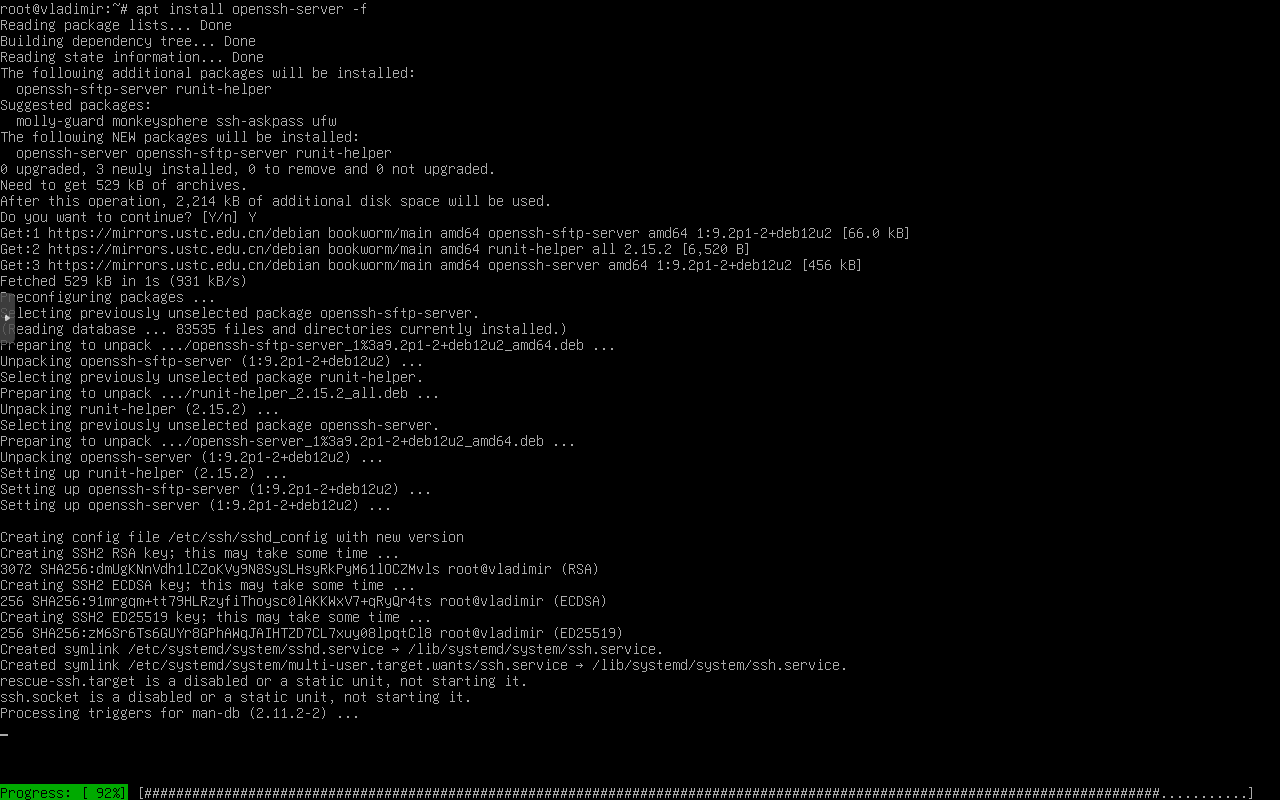 root@vladimir:~# apt install openssh-server -f
Reading package lists... Done
Building dependency tree... Done
Reading state information... Done
The following additional packages will be installed:
  openssh-sftp-server runit-helper
Suggested packages:
  molly-guard monkeysphere ssh-askpass ufw
The following NEW packages will be installed:
  openssh-server openssh-sftp-server runit-helper
0 upgraded, 3 newly installed, 0 to remove and 0 not upgraded.
Need to get 529 kB of archives.
After this operation, 2,214 kB of additional disk space will be used.
Do you want to continue? [Y/n] Y
Get:1 https://mirrors.ustc.edu.cn/debian bookworm/main amd64 openssh-sftp-server amd64 1:9.2p1-2+deb12u2 [66.0 kB]
Get:2 https://mirrors.ustc.edu.cn/debian bookworm/main amd64 runit-helper all 2.15.2 [6,520 B]
Get:3 https://mirrors.ustc.edu.cn/debian bookworm/main amd64 openssh-server amd64 1:9.2p1-2+deb12u2 [456 kB]
Fetched 529 kB in 1s (931 kB/s)
Preconfiguring packages ...
Selecting previously unselected package openssh-sftp-server.
(Reading database ... 83535 files and directories currently installed.)
Preparing to unpack .../openssh-sftp-server_1%3a9.2p1-2+deb12u2_amd64.deb ...
Unpacking openssh-sftp-server (1:9.2p1-2+deb12u2) ...
Selecting previously unselected package runit-helper.
Preparing to unpack .../runit-helper_2.15.2_all.deb ...
Unpacking runit-helper (2.15.2) ...
Selecting previously unselected package openssh-server.
Preparing to unpack .../openssh-server_1%3a9.2p1-2+deb12u2_amd64.deb ...
Unpacking openssh-server (1:9.2p1-2+deb12u2) ...
Setting up runit-helper (2.15.2) ...
Setting up openssh-sftp-server (1:9.2p1-2+deb12u2) ...
Setting up openssh-server (1:9.2p1-2+deb12u2) ...

Creating config file /etc/ssh/sshd_config with new version
Creating SSH2 RSA key; this may take some time ...
3072 SHA256:dmUgKNnVdh1lCZoKVy9N8SySLHsyRkPyM61lOCZMvls root@vladimir (RSA)
Creating SSH2 ECDSA key; this may take some time ...
256 SHA256:91mrgqm+tt79HLRzyfiThoysc0lAKKWxV7+qRyQr4ts root@vladimir (ECDSA)
Creating SSH2 ED25519 key; this may take some time ...
256 SHA256:zM6Sr6Ts6GUYr8GPhAWqJAIHTZD7CL7xuy08lpqtCl8 root@vladimir (ED25519)
Created symlink /etc/systemd/system/sshd.service → /lib/systemd/system/ssh.service.
Created symlink /etc/systemd/system/multi-user.target.wants/ssh.service → /lib/systemd/system/ssh.service.
rescue-ssh.target is a disabled or a static unit, not starting it.
ssh.socket is a disabled or a static unit, not starting it.
Processing triggers for man-db (2.11.2-2) ...
Progress: [ 92%] [###############################################################################################################################...........]